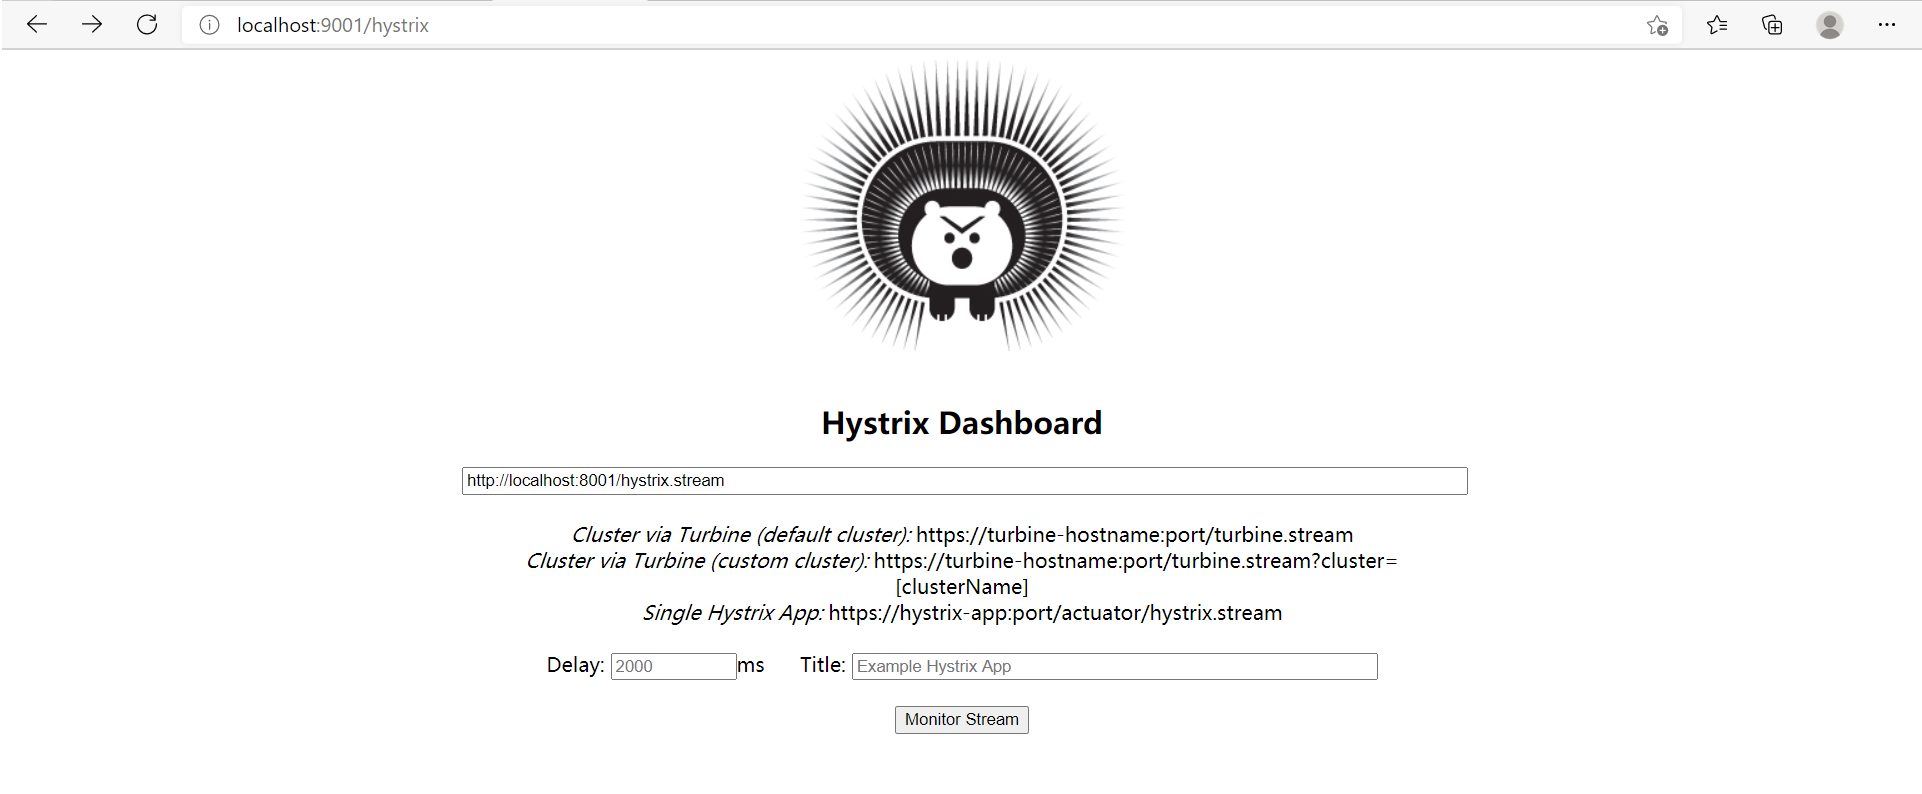 localhost:9001/hystrix
Hystrix Dashboard
http://localhost:8001/hystrix.stream
Cluster via Turbine (default cluster): https://turbine-hostname:port/turbine.stream
Cluster via Turbine (custom cluster): https://turbine-hostname:port/turbine.stream?cluster=
[clusterName]
Single Hystrix App: https://hystrix-app:port/actuator/hystrix.stream
Delay: 2000 ms Title: Example Hystrix App
Monitor Stream